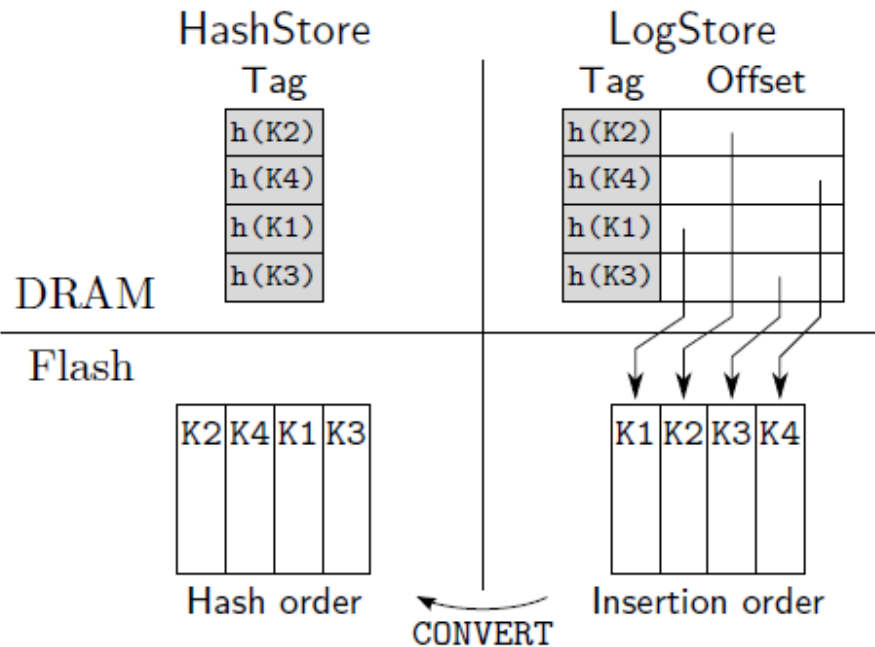 HashStore
Tag
h(K2)
h(K4)
h(K1)
h(K3)
LogStore
Tag Offset
h(K2)
h(K4)
h(K1)
h(K3)
DRAM
Flash
K2 K4 K1 K3
Hash order
K1 K2 K3 K4
Insertion order
CONVERT